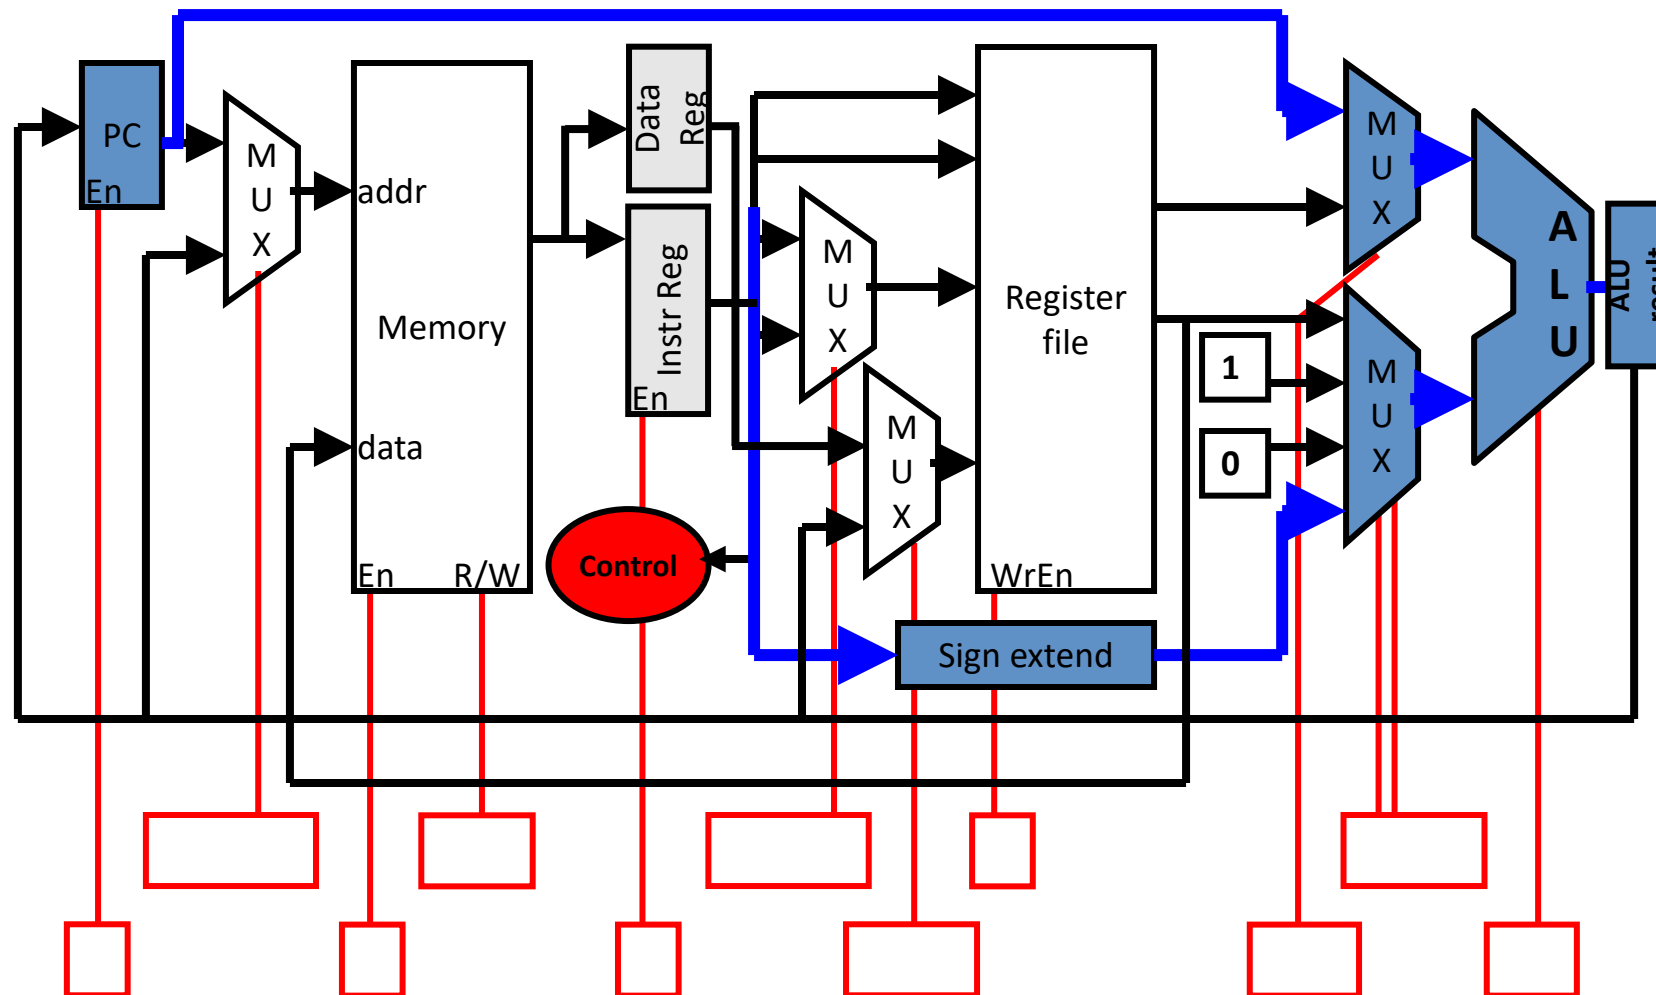 PC
En
M
U
X
addr
Memory
data
En
R/W
Data
Reg
Instr Reg
En
Control
M
U
X
M
U
X
Register
file
WrEn
Sign extend
M
U
X
1
0
M
U
X
A
L
U
ALU
result